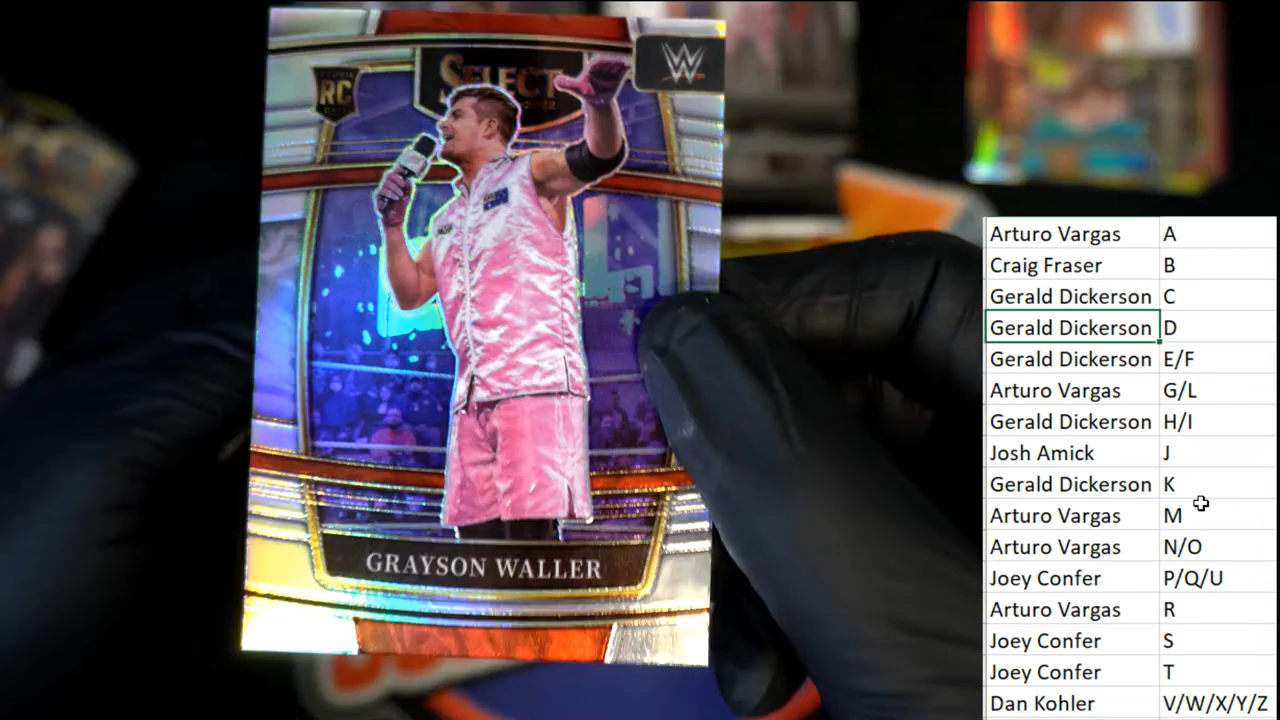 SELECT
RC
W
GRAYSON WALLER
Arturo Vargas A
Craig Fraser B
Gerald Dickerson C
Gerald Dickerson D
Gerald Dickerson E/F
Arturo Vargas G/L
Gerald Dickerson H/I
Josh Amick J
Gerald Dickerson K
Arturo Vargas M
Arturo Vargas N/O
Joey Confer P/Q/U
Arturo Vargas R
Joey Confer S
Joey Confer T
Dan Kohler V/W/X/Y/Z